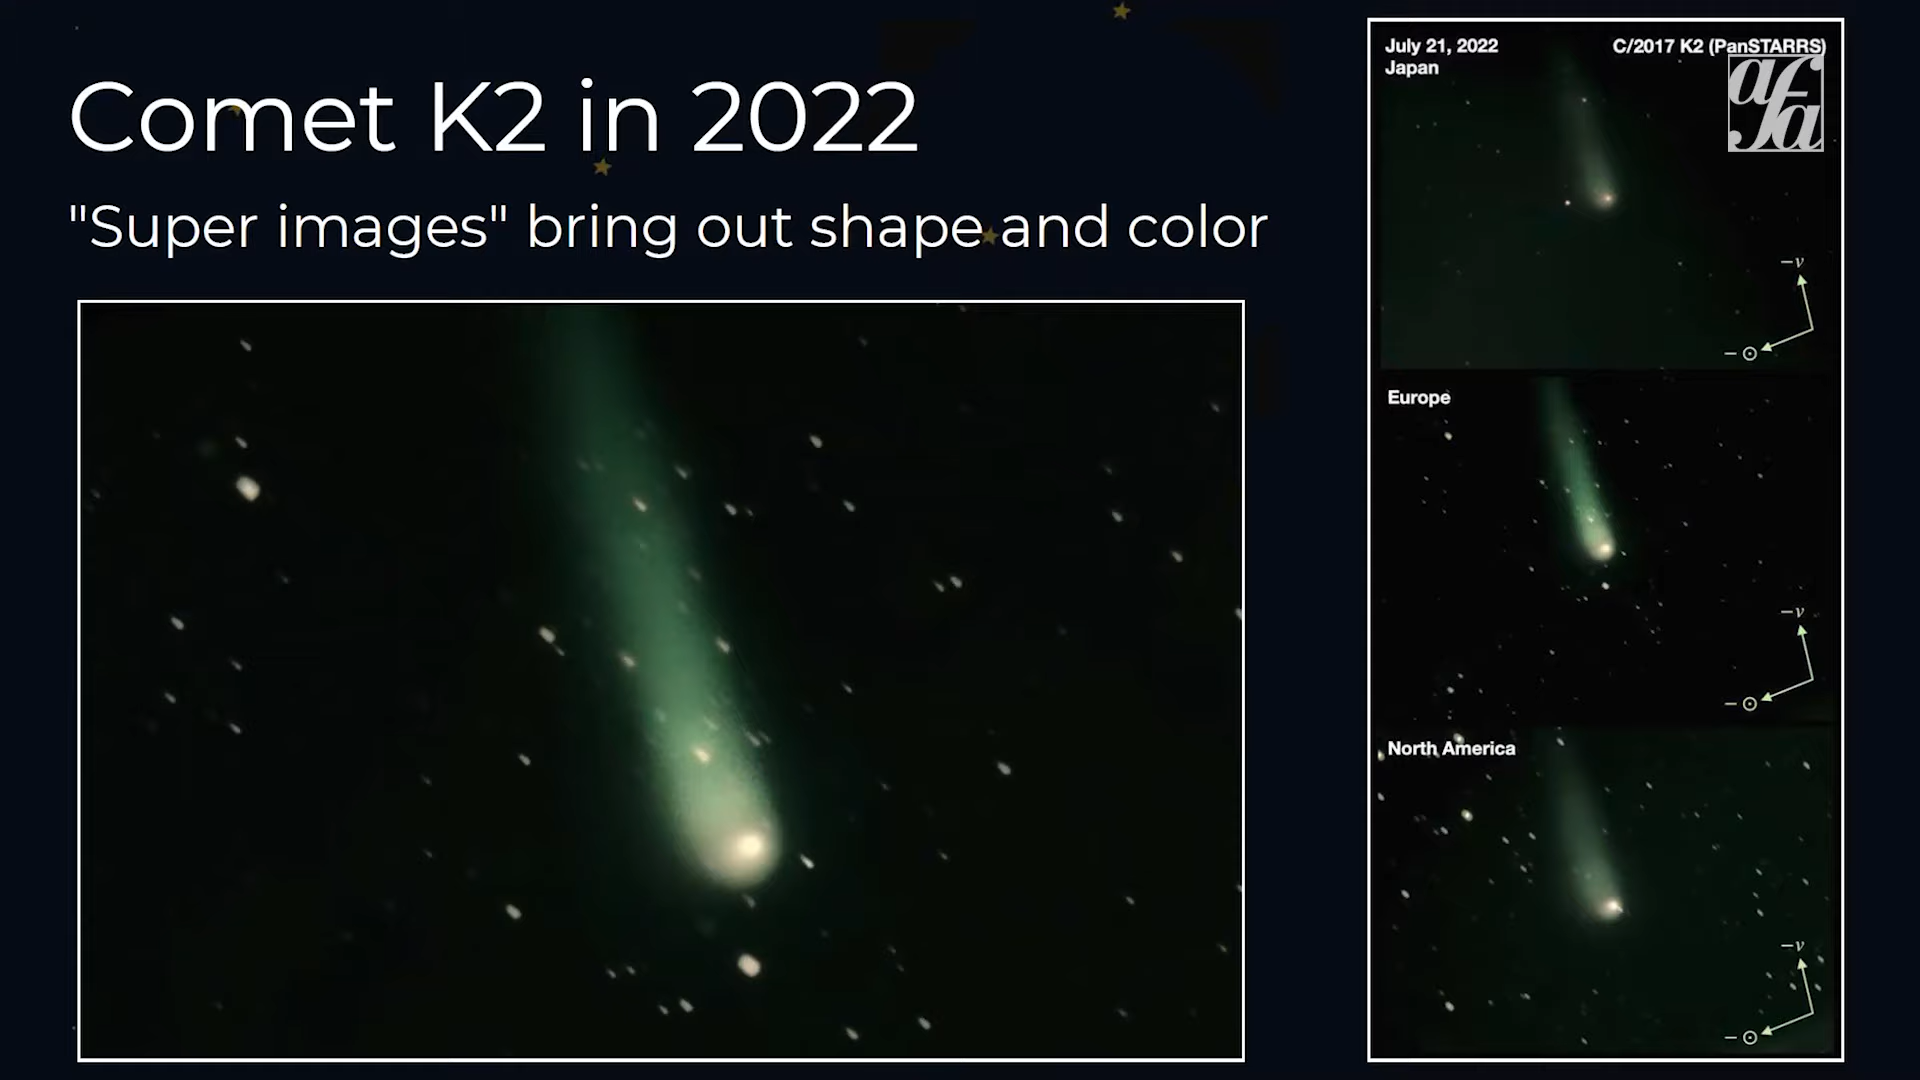 Comet K2 in 2022
"Super images" bring out shape and color
July 21, 2022
Japan
C/2017 K2 (PanSTARRS)
afa
−v
−⊙
Europe
−v
−⊙
North America
−v
−⊙